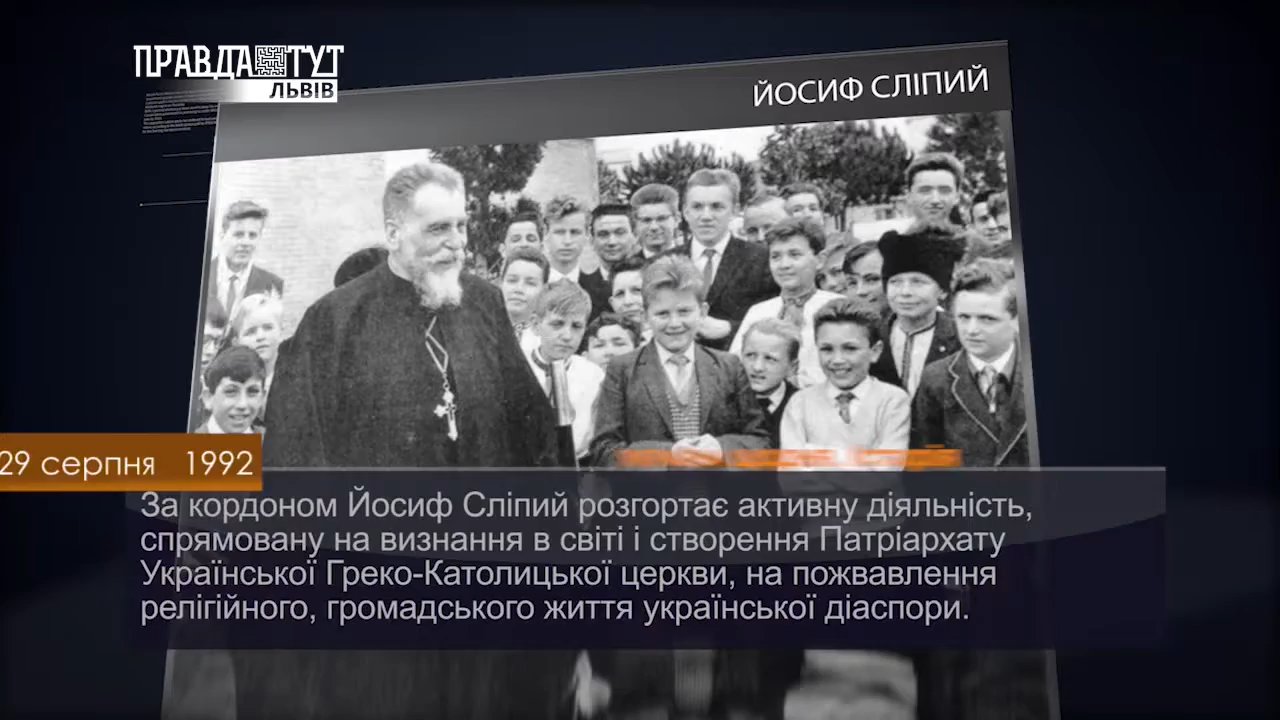 ПРАВДА ТУТ
ЛЬВІВ
ЙОСИФ СЛІПИЙ
29 серпня 1992
За кордоном Йосиф Сліпий розгортає активну діяльність,
спрямовану на визнання в світі і створення Патріархату
Української Греко-Католицької церкви, на пожвавлення
релігійного, громадського життя української діаспори.